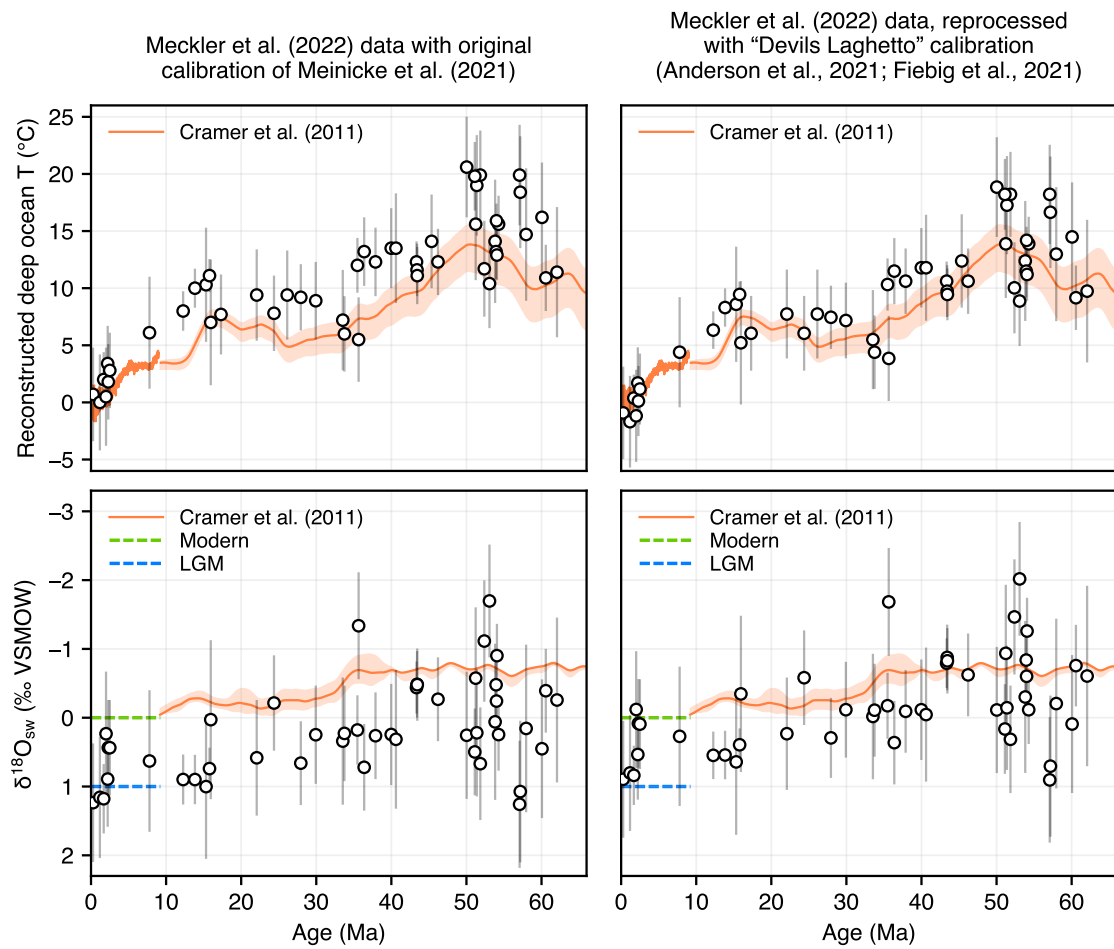 Meckler et al. (2022) data with original
calibration of Meinicke et al. (2021)
Meckler et al. (2022) data, reprocessed
with “Devils Laghetto” calibration
(Anderson et al., 2021; Fiebig et al., 2021)
Reconstructed deep ocean T (°C)
25
20
15
10
5
0
−5
Cramer et al. (2011)
Cramer et al. (2011)
δ¹⁸Osw (‰ VSMOW)
−3
−2
−1
0
1
2
Cramer et al. (2011)
Modern
LGM
Cramer et al. (2011)
Modern
LGM
0 10 20 30 40 50 60
0 10 20 30 40 50 60
Age (Ma)
Age (Ma)